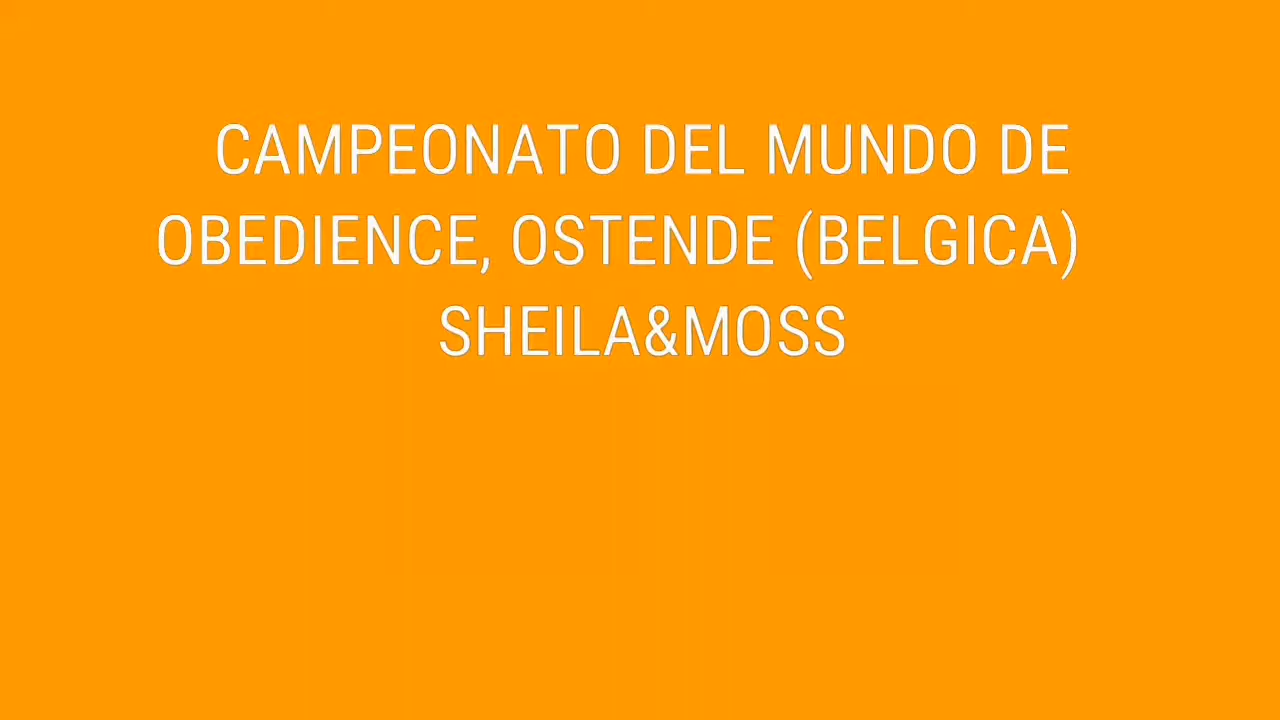 CAMPEONATO DEL MUNDO DE
OBEDIENCE, OSTENDE (BELGICA)
SHEILA&MOSS